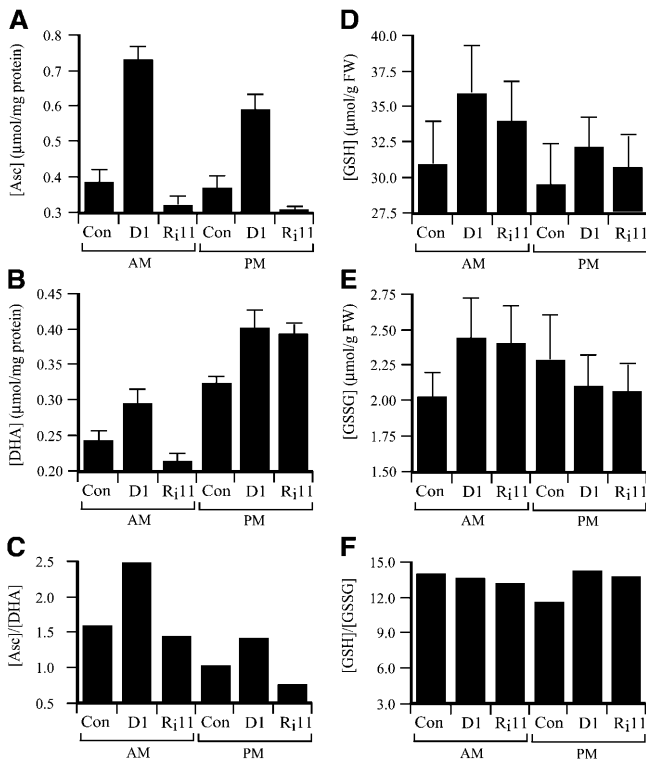 A
[Asc] (μmol/mg protein)
0.8
0.7
0.6
0.5
0.4
0.3
Con D1 Ri11 Con D1 Ri11
AM PM
B
[DHA] (μmol/mg protein)
0.45
0.40
0.35
0.30
0.25
0.20
Con D1 Ri11 Con D1 Ri11
AM PM
C
[Asc]/[DHA]
2.5
2.0
1.5
1.0
0.5
Con D1 Ri11 Con D1 Ri11
AM PM
D
[GSH] (μmol/g FW)
40.0
37.5
35.0
32.5
30.0
27.5
Con D1 Ri11 Con D1 Ri11
AM PM
E
[GSSG] (μmol/g FW)
2.75
2.50
2.25
2.00
1.75
1.50
Con D1 Ri11 Con D1 Ri11
AM PM
F
[GSH]/[GSSG]
15.0
12.0
9.0
6.0
3.0
Con D1 Ri11 Con D1 Ri11
AM PM